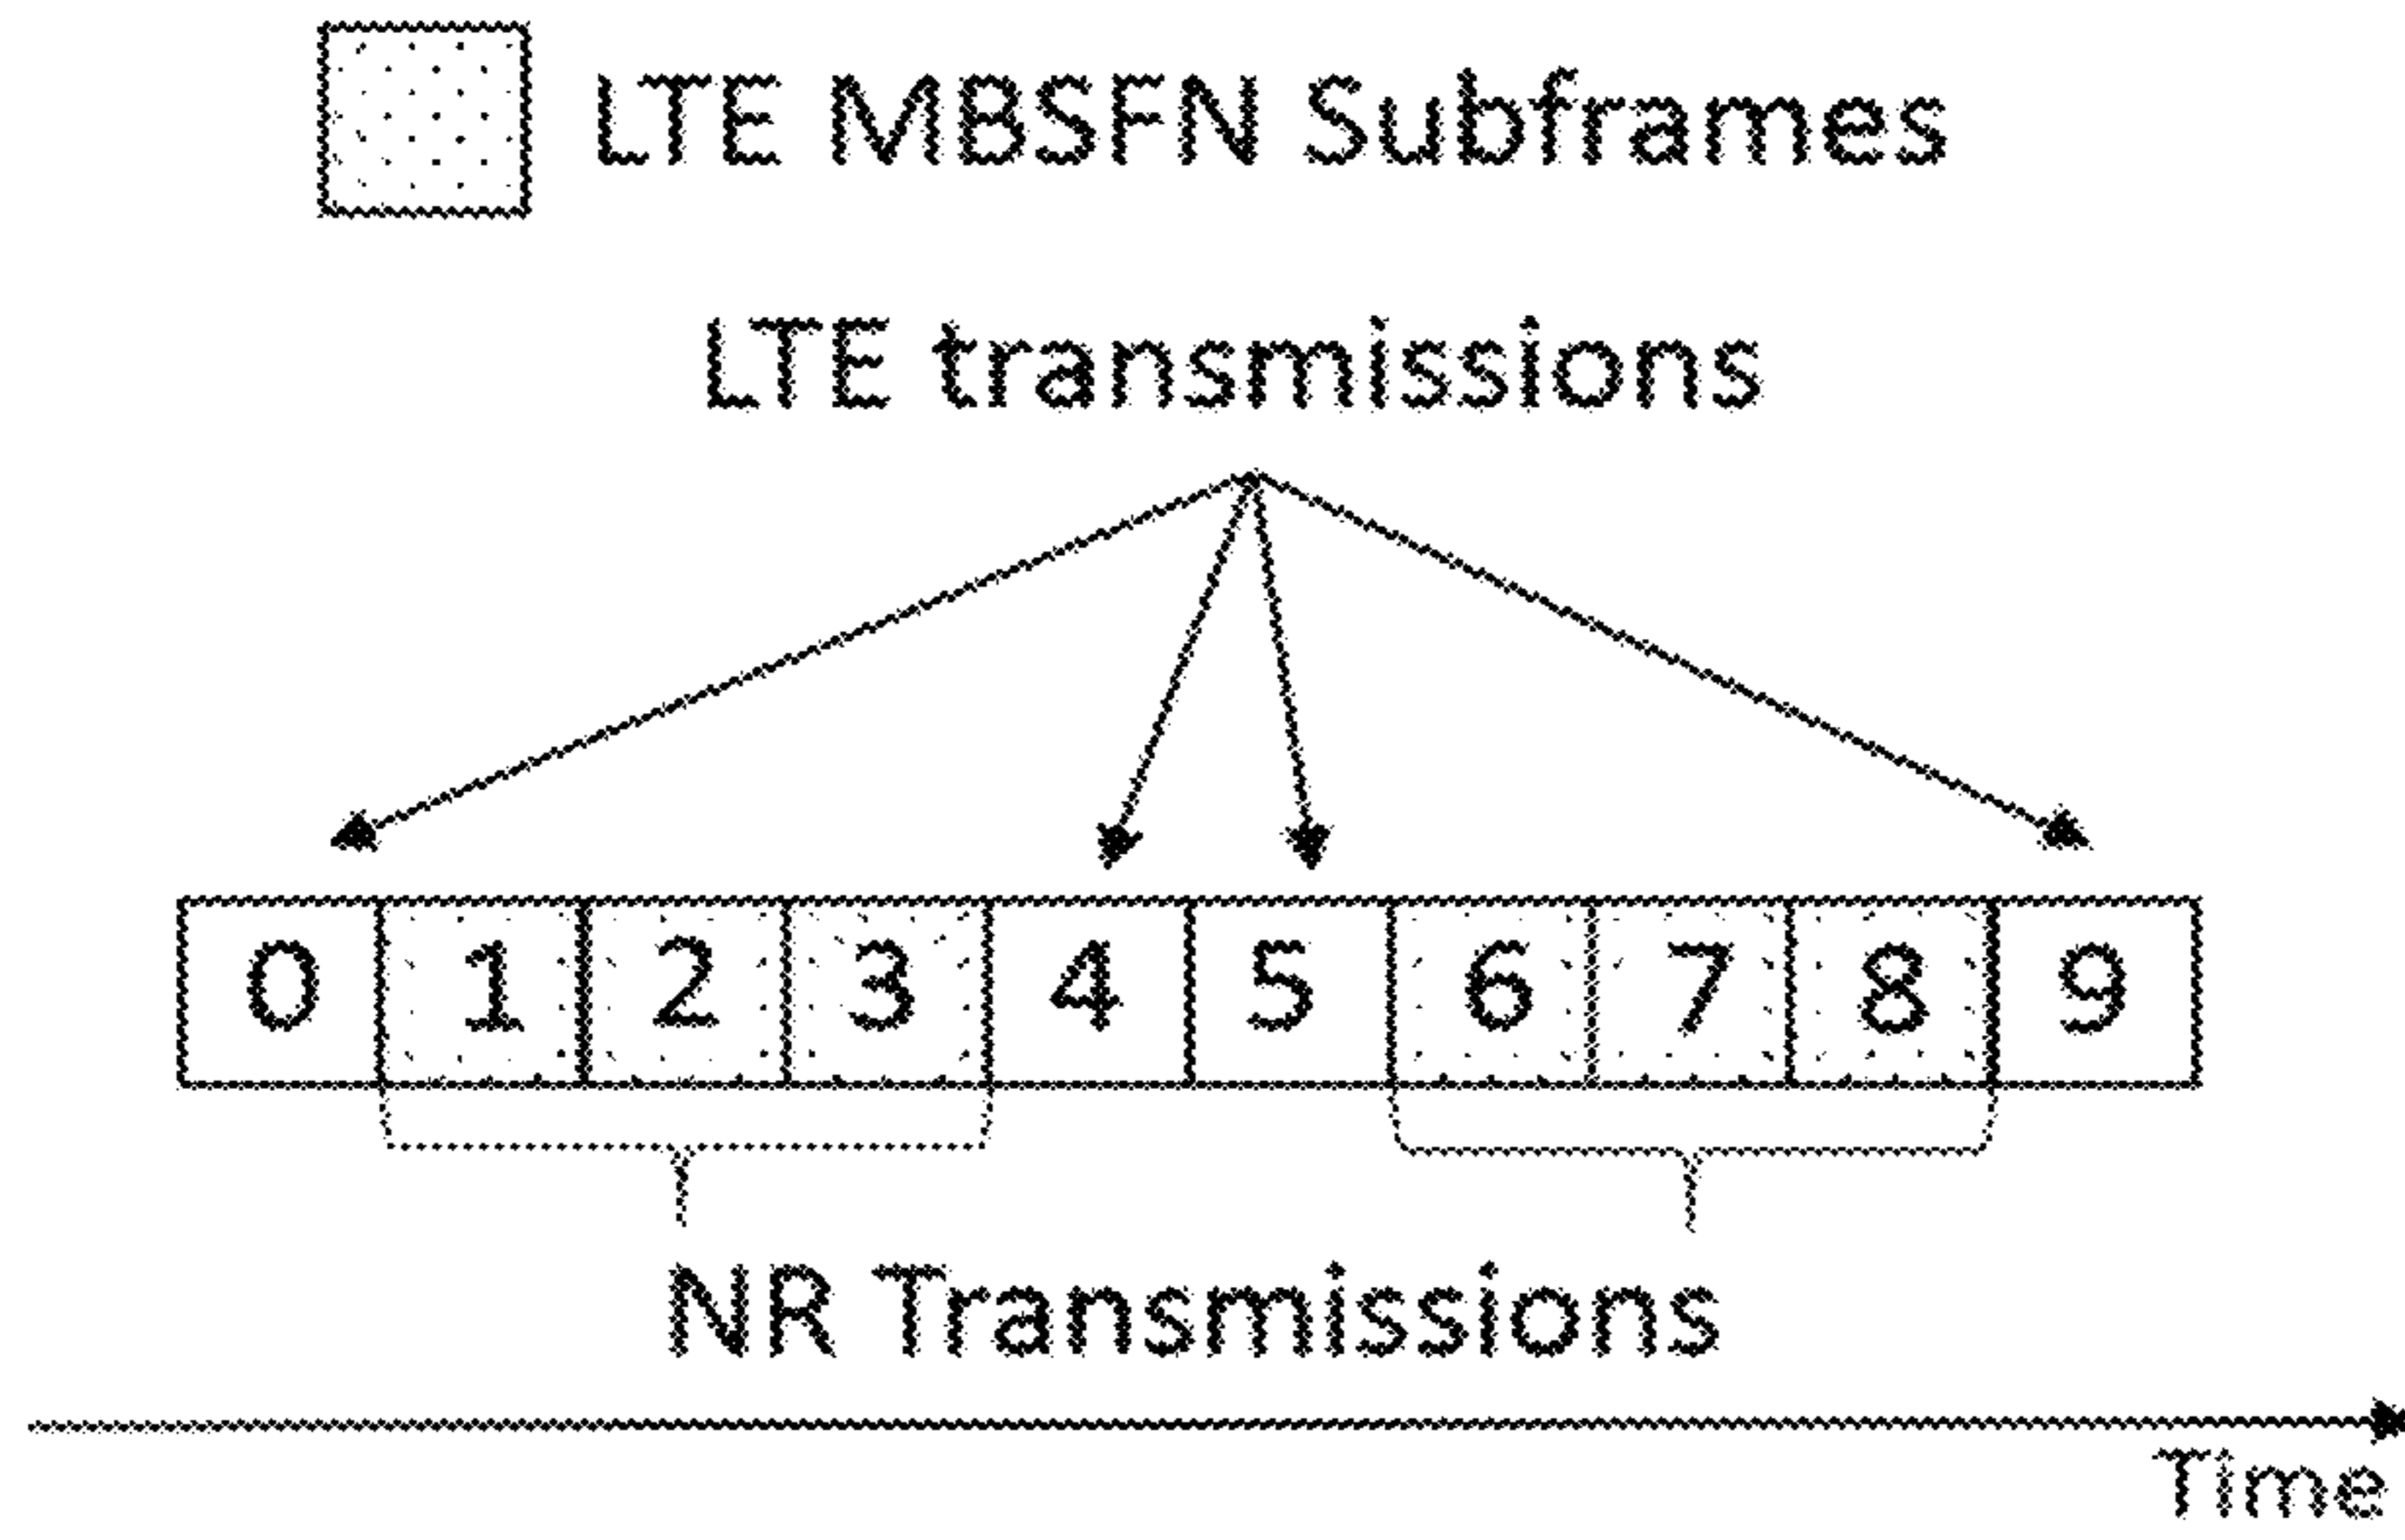 LTE MBSFN Subframes
LTE transmissions
0 1 2 3 4 5 6 7 8 9
NR Transmissions
Time